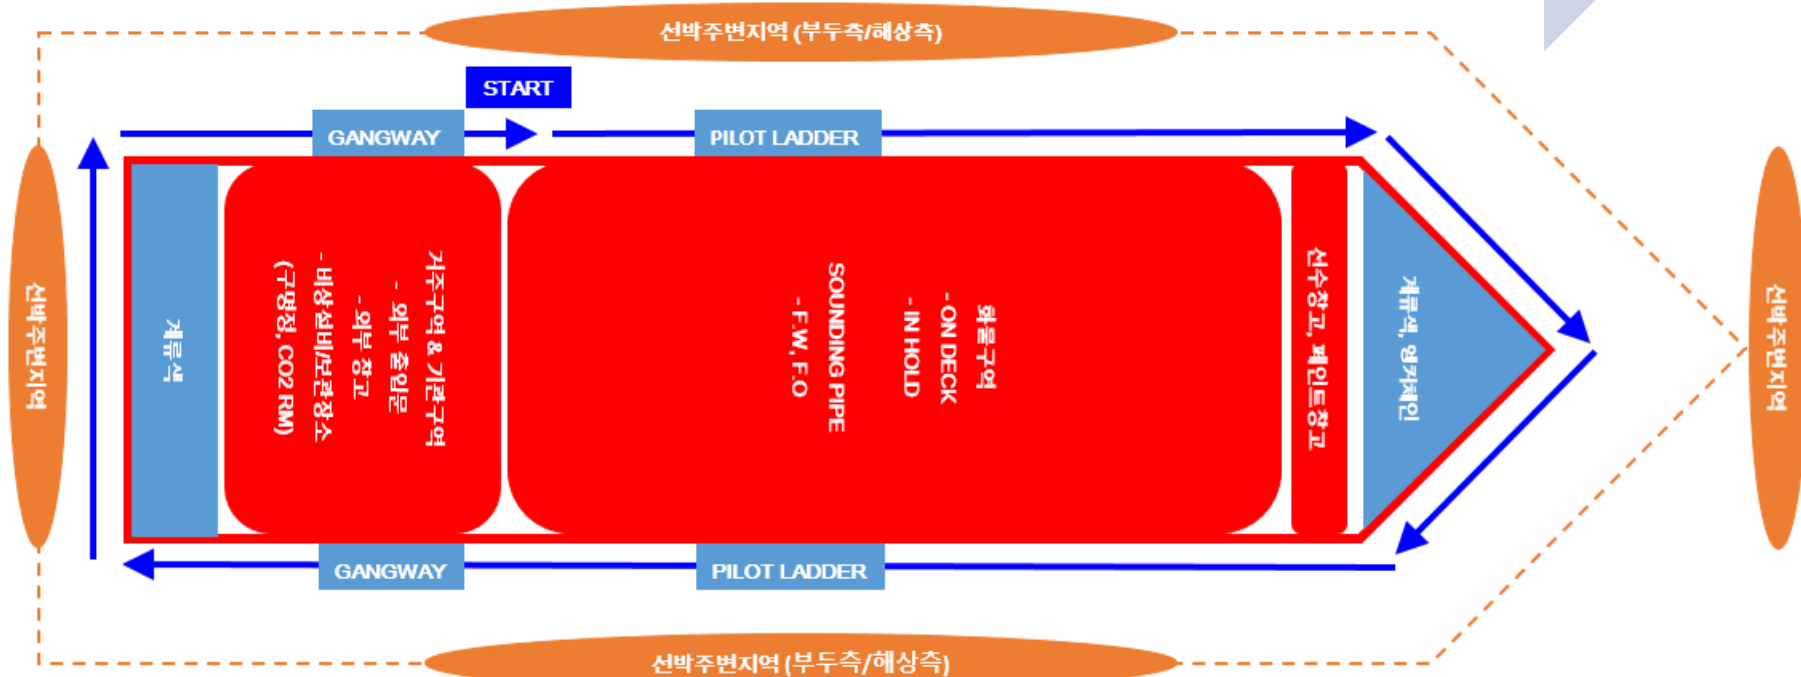 선박주변지역 (부두측/해상측)
START
GANGWAY
PILOT LADDER
선박주변지역
계류색
거주구역 & 기관구역
- 외부 출입문
- 외부 창고
- 비상설비/보관장소
(구명정, CO2 RM)
화물구역
- ON DECK
- IN HOLD
SOUNDING PIPE
- F.W, F.O
선수창고, 페인트창고
계류색, 앵커체인
선박주변지역
GANGWAY
PILOT LADDER
선박주변지역 (부두측/해상측)